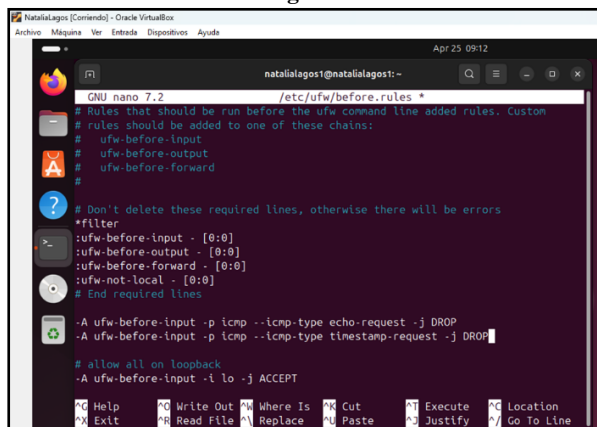 NataliaLagos [Corriendo] - Oracle VirtualBox
Archivo Máquina Ver Entrada Dispositivos Ayuda
Apr 25 09:12
natalialagos1@natalialagos1: ~
GNU nano 7.2 /etc/ufw/before.rules *
# Rules that should be run before the ufw command line added rules. Custom
# rules should be added to one of these chains:
#   ufw-before-input
#   ufw-before-output
#   ufw-before-forward
#
# Don't delete these required lines, otherwise there will be errors
*filter
:ufw-before-input - [0:0]
:ufw-before-output - [0:0]
:ufw-before-forward - [0:0]
:ufw-not-local - [0:0]
# End required lines
-A ufw-before-input -p icmp --icmp-type echo-request -j DROP
-A ufw-before-input -p icmp --icmp-type timestamp-request -j DROP
# allow all on loopback
-A ufw-before-input -i lo -j ACCEPT
^G Help ^O Write Out ^W Where Is ^K Cut ^T Execute ^C Location
^X Exit ^R Read File ^\ Replace ^U Paste ^J Justify ^/ Go To Line